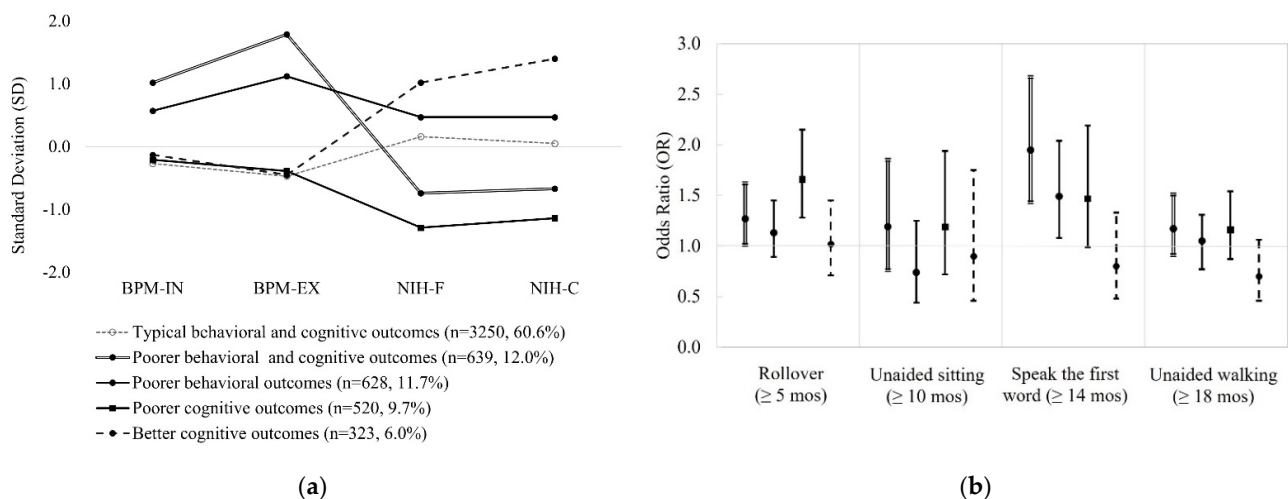 2.0
1.0
0.0
-1.0
-2.0
Standard Deviation (SD)
BPM-IN BPM-EX NIH-F NIH-C
Typical behavioral and cognitive outcomes (n=3250, 60.6%)
Poorer behavioral and cognitive outcomes (n=639, 12.0%)
Poorer behavioral outcomes (n=628, 11.7%)
Poorer cognitive outcomes (n=520, 9.7%)
Better cognitive outcomes (n=323, 6.0%)
(a)
3.0
2.5
2.0
1.5
1.0
0.5
0.0
Odds Ratio (OR)
Rollover
(≥ 5 mos)
Unaided sitting
(≥ 10 mos)
Speak the first
word (≥ 14 mos)
Unaided walking
(≥ 18 mos)
(b)